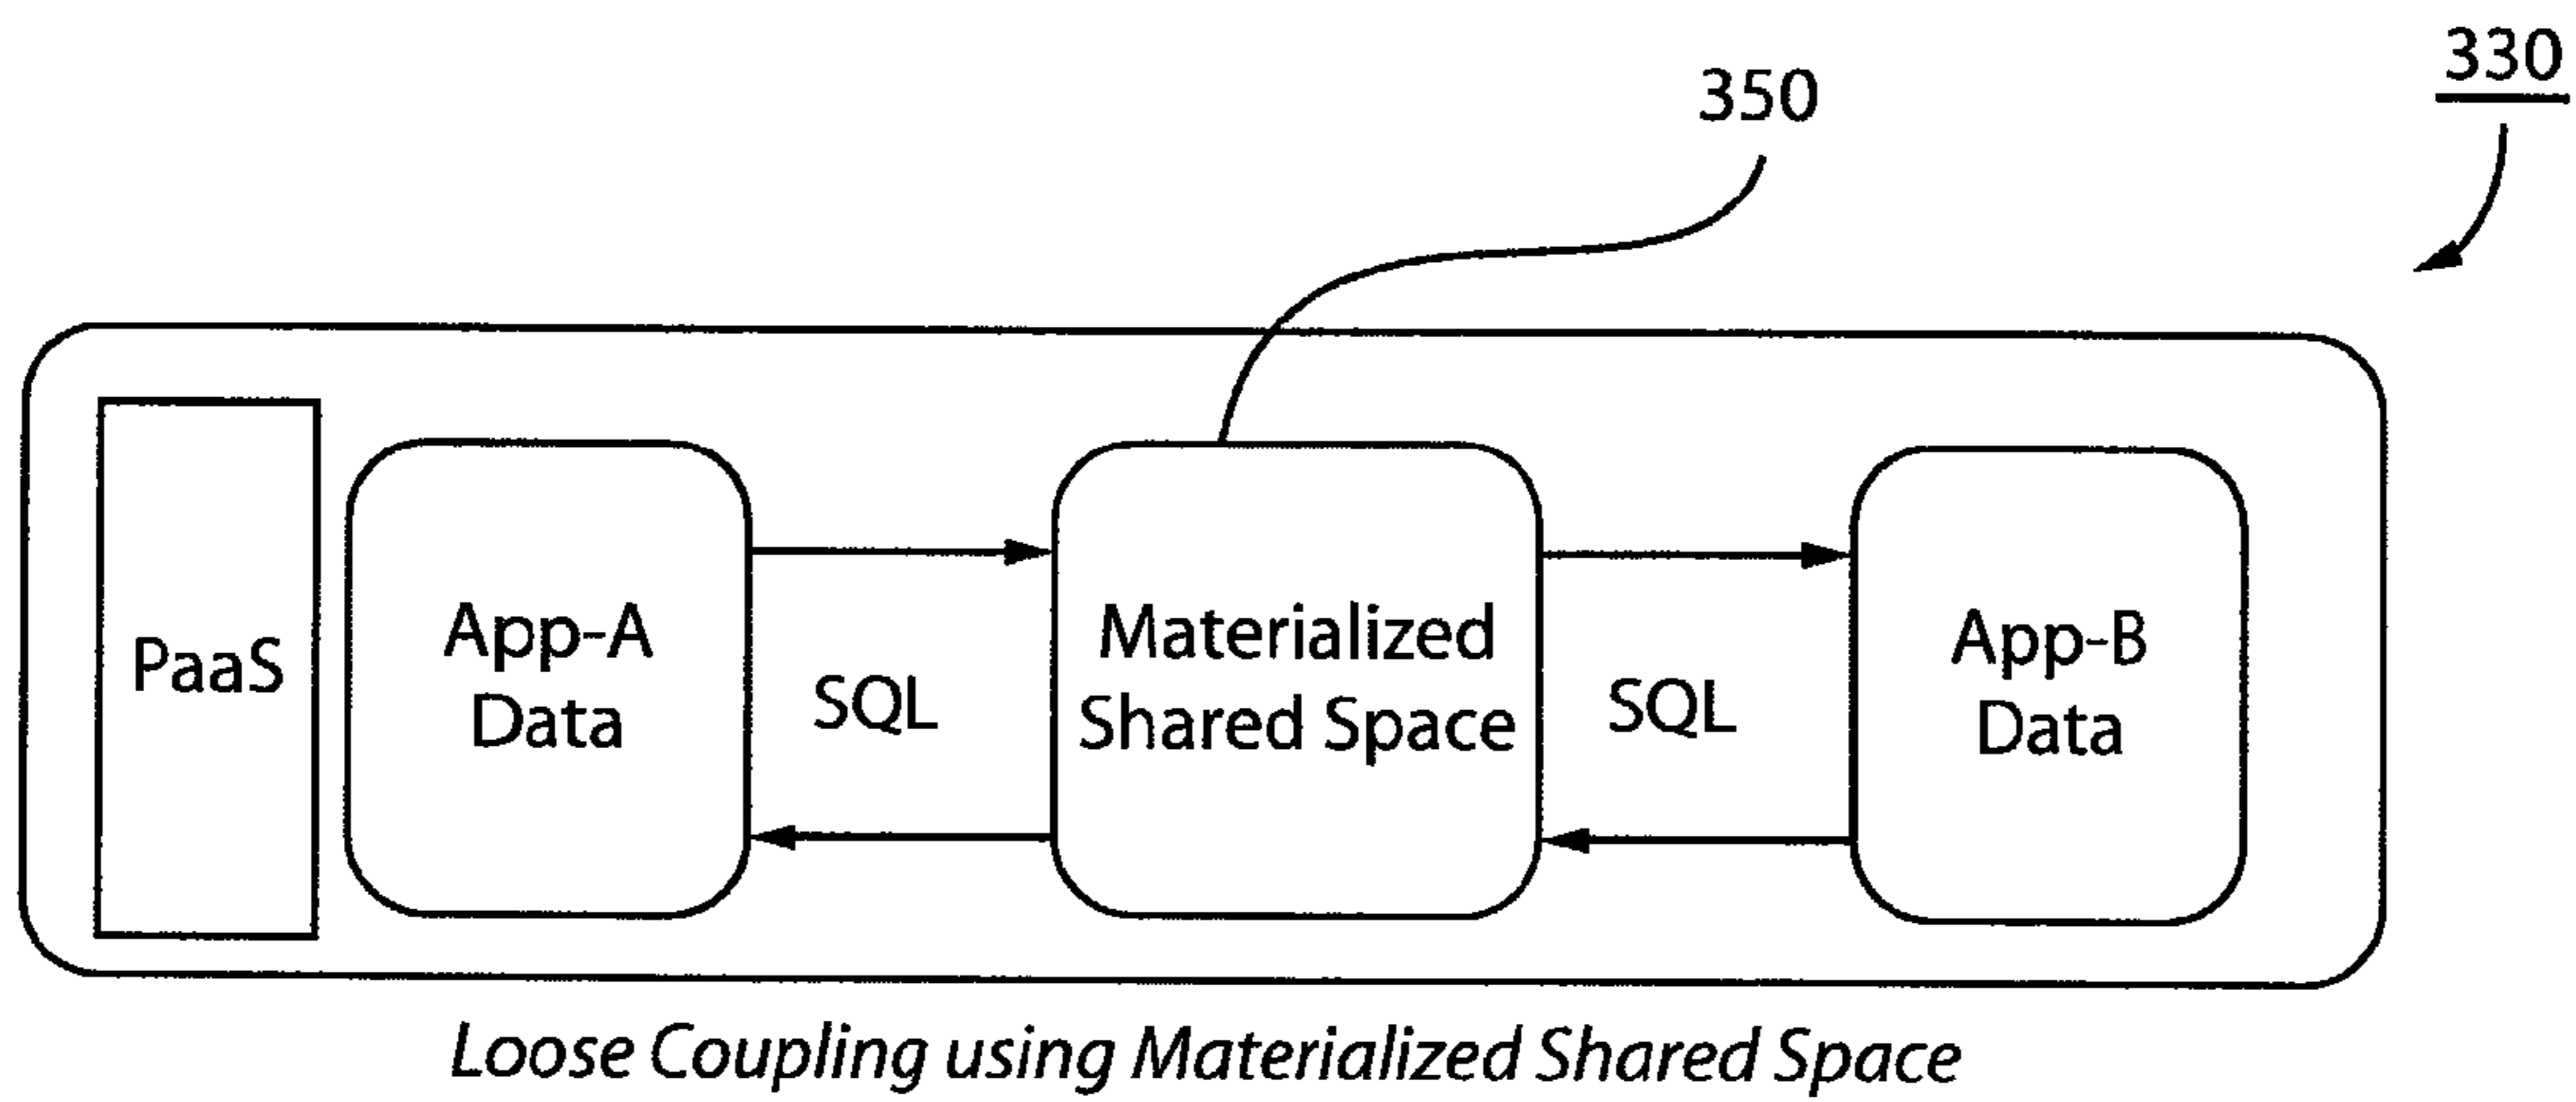 330
350
PaaS
App-A
Data
SQL
Materialized
Shared Space
SQL
App-B
Data
Loose Coupling using Materialized Shared Space